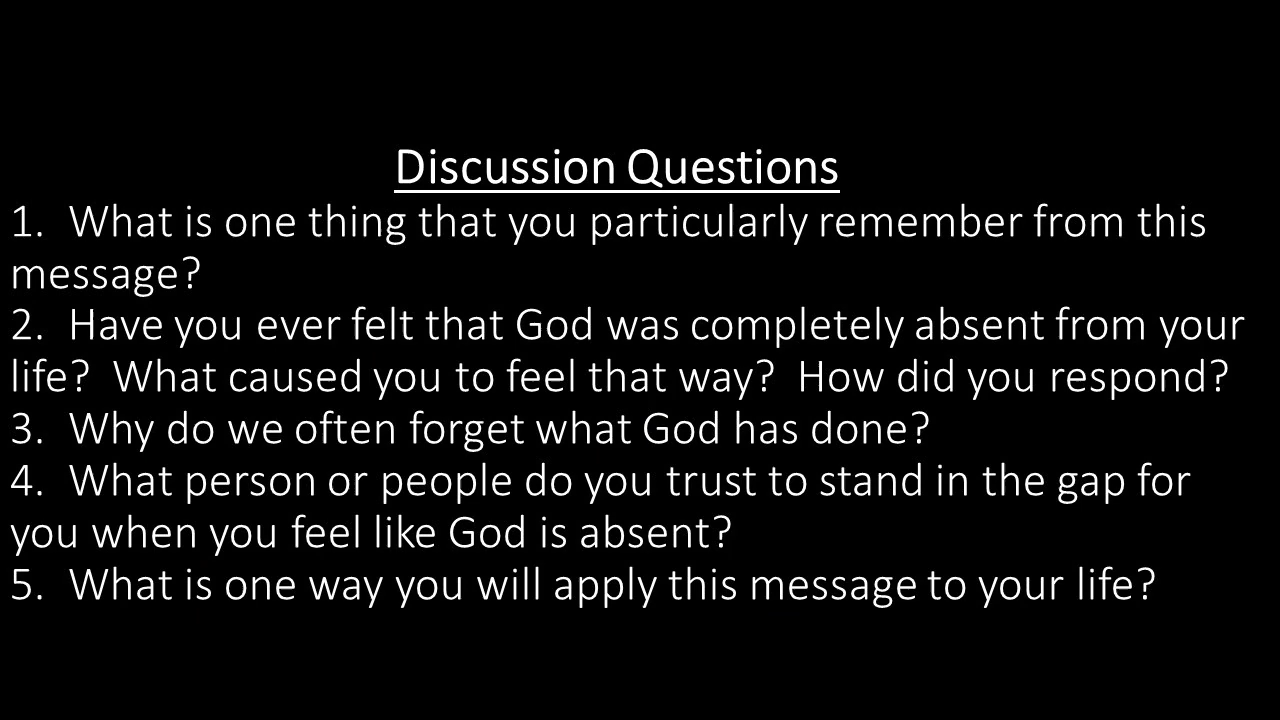 Discussion Questions
1.  What is one thing that you particularly remember from this
message?
2.  Have you ever felt that God was completely absent from your
life?  What caused you to feel that way?  How did you respond?
3.  Why do we often forget what God has done?
4.  What person or people do you trust to stand in the gap for
you when you feel like God is absent?
5.  What is one way you will apply this message to your life?